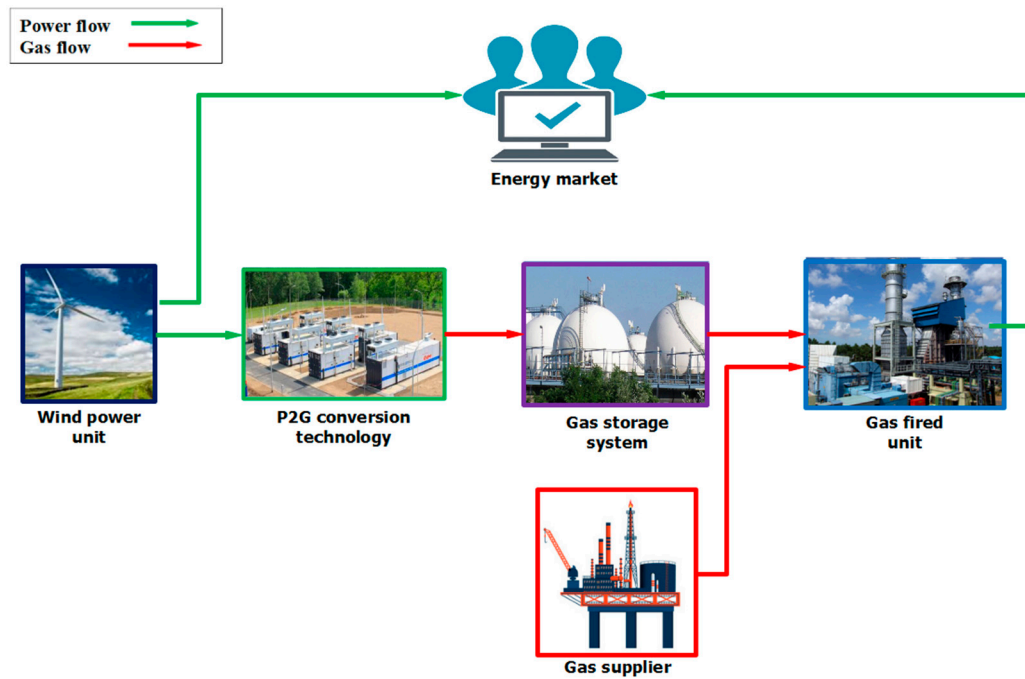 Power flow
Gas flow
Energy market
Wind power
unit
P2G conversion
technology
Gas storage
system
Gas fired
unit
Gas supplier